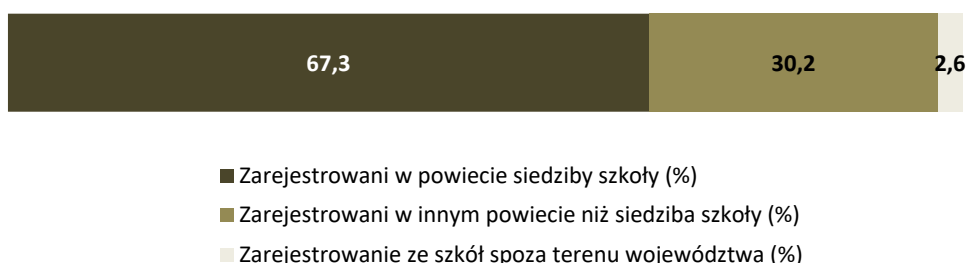 67,3 30,2 2,6
Zarejestrowani w powiecie siedziby szkoły (%)
Zarejestrowani w innym powiecie niż siedziba szkoły (%)
Zarejestrowanie ze szkół spoza terenu województwa (%)